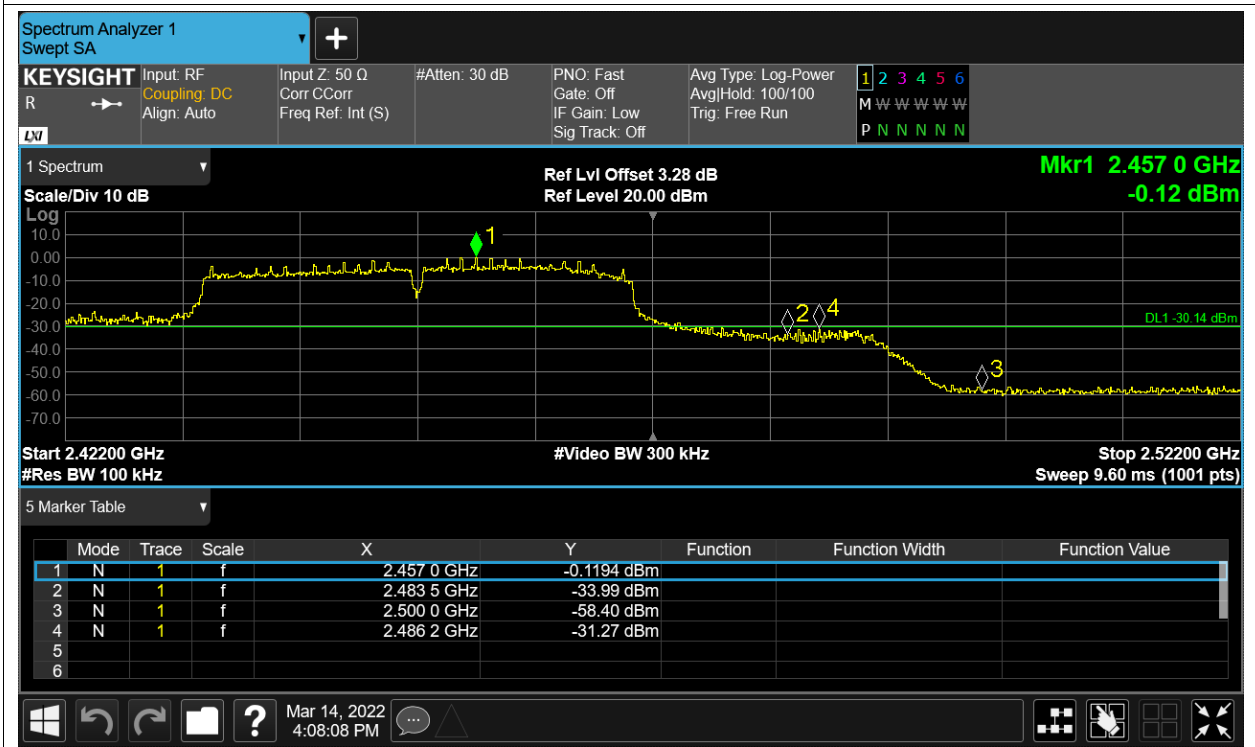 Spectrum Analyzer 1
Swept SA
+
KEYSIGHT Input: RF Input Z: 50 Ω #Atten: 30 dB PNO: Fast Avg Type: Log-Power 1 2 3 4 5 6
R Coupling: DC Corr CCorr Gate: Off Avg|Hold: 100/100 M W W W W W W
Align: Auto Freq Ref: Int (S) IF Gain: Low Trig: Free Run
LXI Sig Track: Off P N N N N N N
1 Spectrum Ref Lvl Offset 3.28 dB Mkr1 2.457 0 GHz
Scale/Div 10 dB Ref Level 20.00 dBm -0.12 dBm
Log
10.0
1
0.00
-10.0
-20.0
2 4
DL1 -30.14 dBm
-30.0
-40.0
-50.0
3
-60.0
-70.0
Start 2.42200 GHz #Video BW 300 kHz Stop 2.52200 GHz
#Res BW 100 kHz Sweep 9.60 ms (1001 pts)
5 Marker Table
Mode Trace Scale X Y Function Function Width Function Value
1 N 1 f 2.457 0 GHz -0.1194 dBm
2 N 1 f 2.483 5 GHz -33.99 dBm
3 N 1 f 2.500 0 GHz -58.40 dBm
4 N 1 f 2.486 2 GHz -31.27 dBm
5
6
? Mar 14, 2022
4:08:08 PM